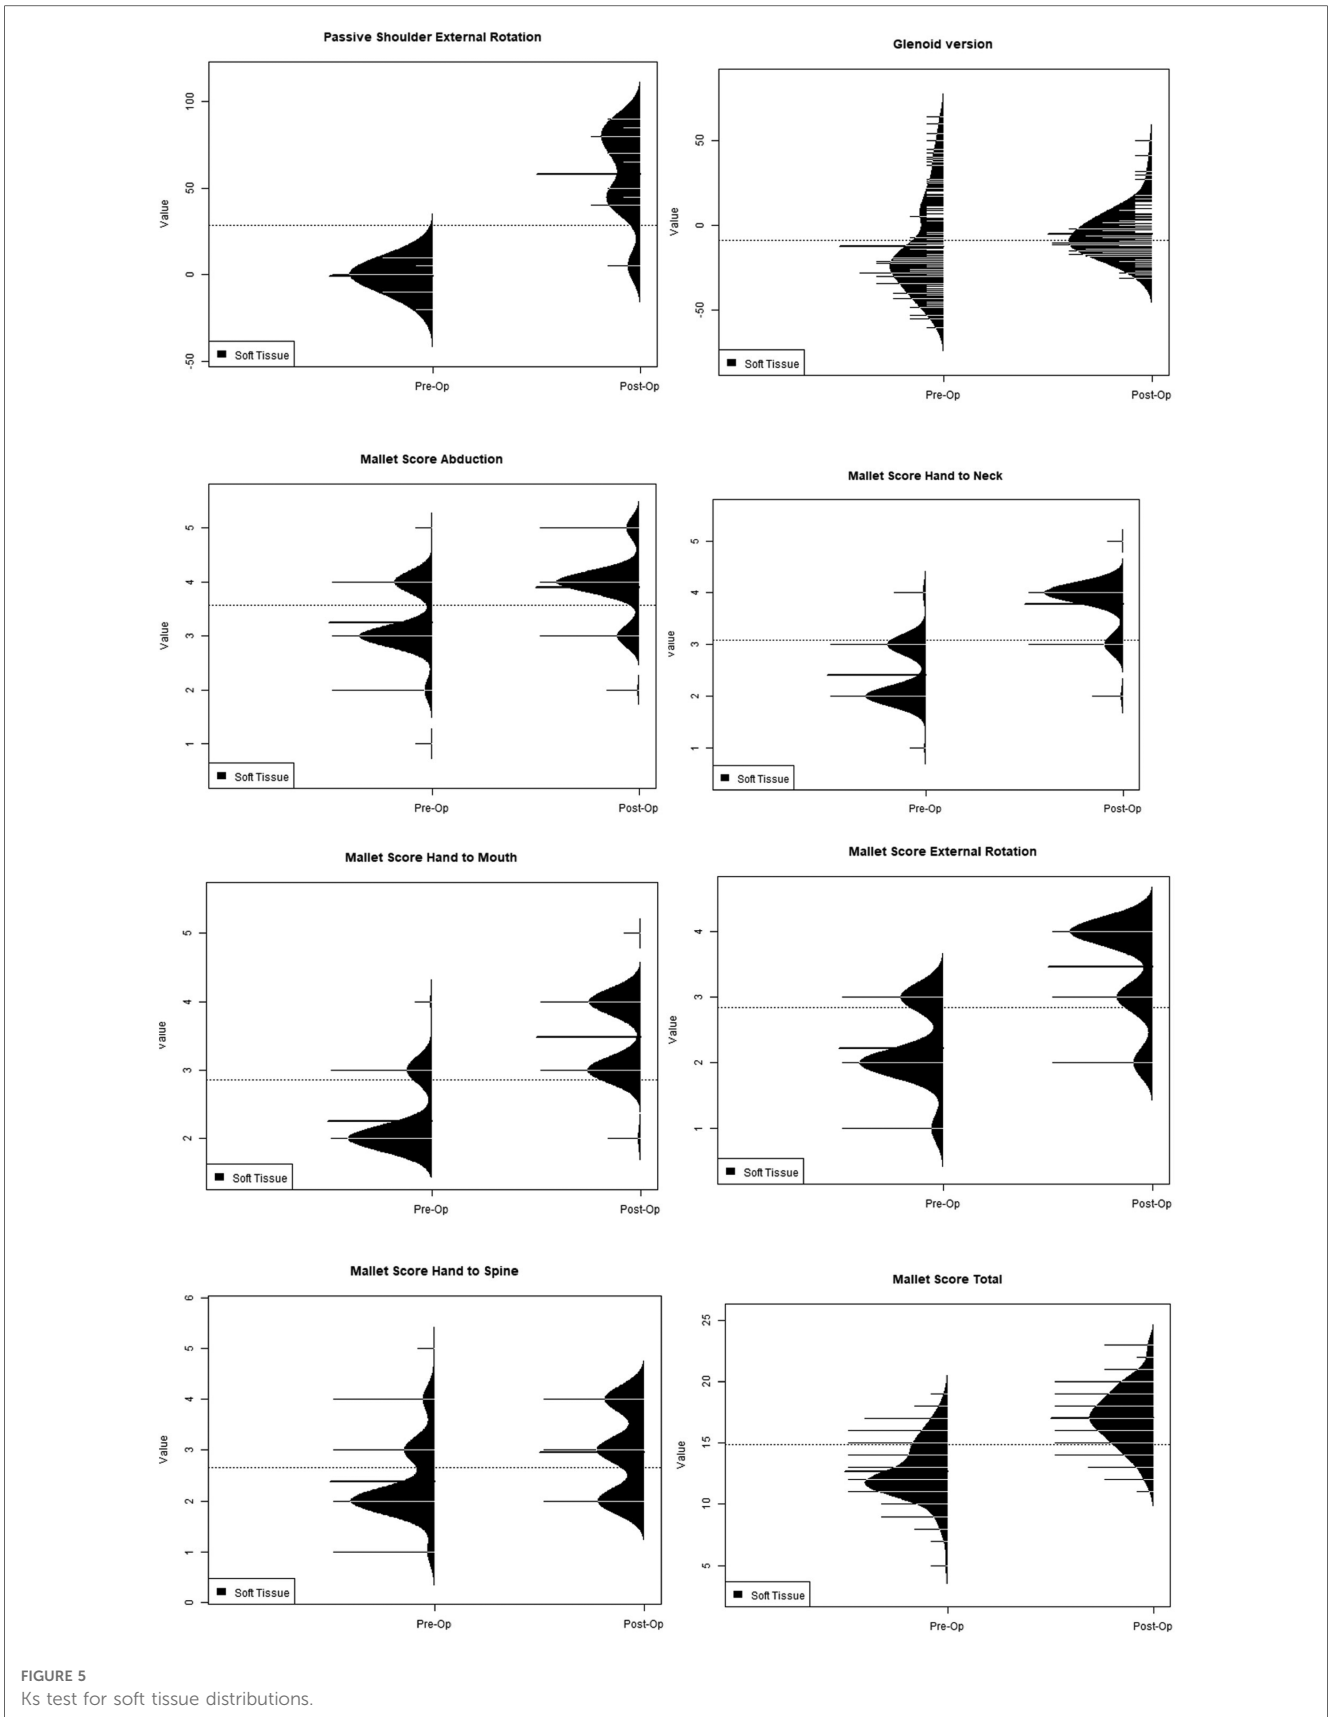 Passive Shoulder External Rotation
Value
100
50
0
-50
Soft Tissue
Pre-Op
Post-Op
Glenoid version
Value
50
0
-50
Soft Tissue
Pre-Op
Post-Op
Mallet Score Abduction
Value
5
4
3
2
1
Soft Tissue
Pre-Op
Post-Op
Mallet Score Hand to Neck
Value
5
4
3
2
1
Soft Tissue
Pre-Op
Post-Op
Mallet Score Hand to Mouth
Value
5
4
3
2
Soft Tissue
Pre-Op
Post-Op
Mallet Score External Rotation
Value
4
3
2
1
Soft Tissue
Pre-Op
Post-Op
Mallet Score Hand to Spine
Value
6
5
4
3
2
1
0
Soft Tissue
Pre-Op
Post-Op
Mallet Score Total
Value
25
20
15
10
5
Soft Tissue
Pre-Op
Post-Op
FIGURE 5
Ks test for soft tissue distributions.